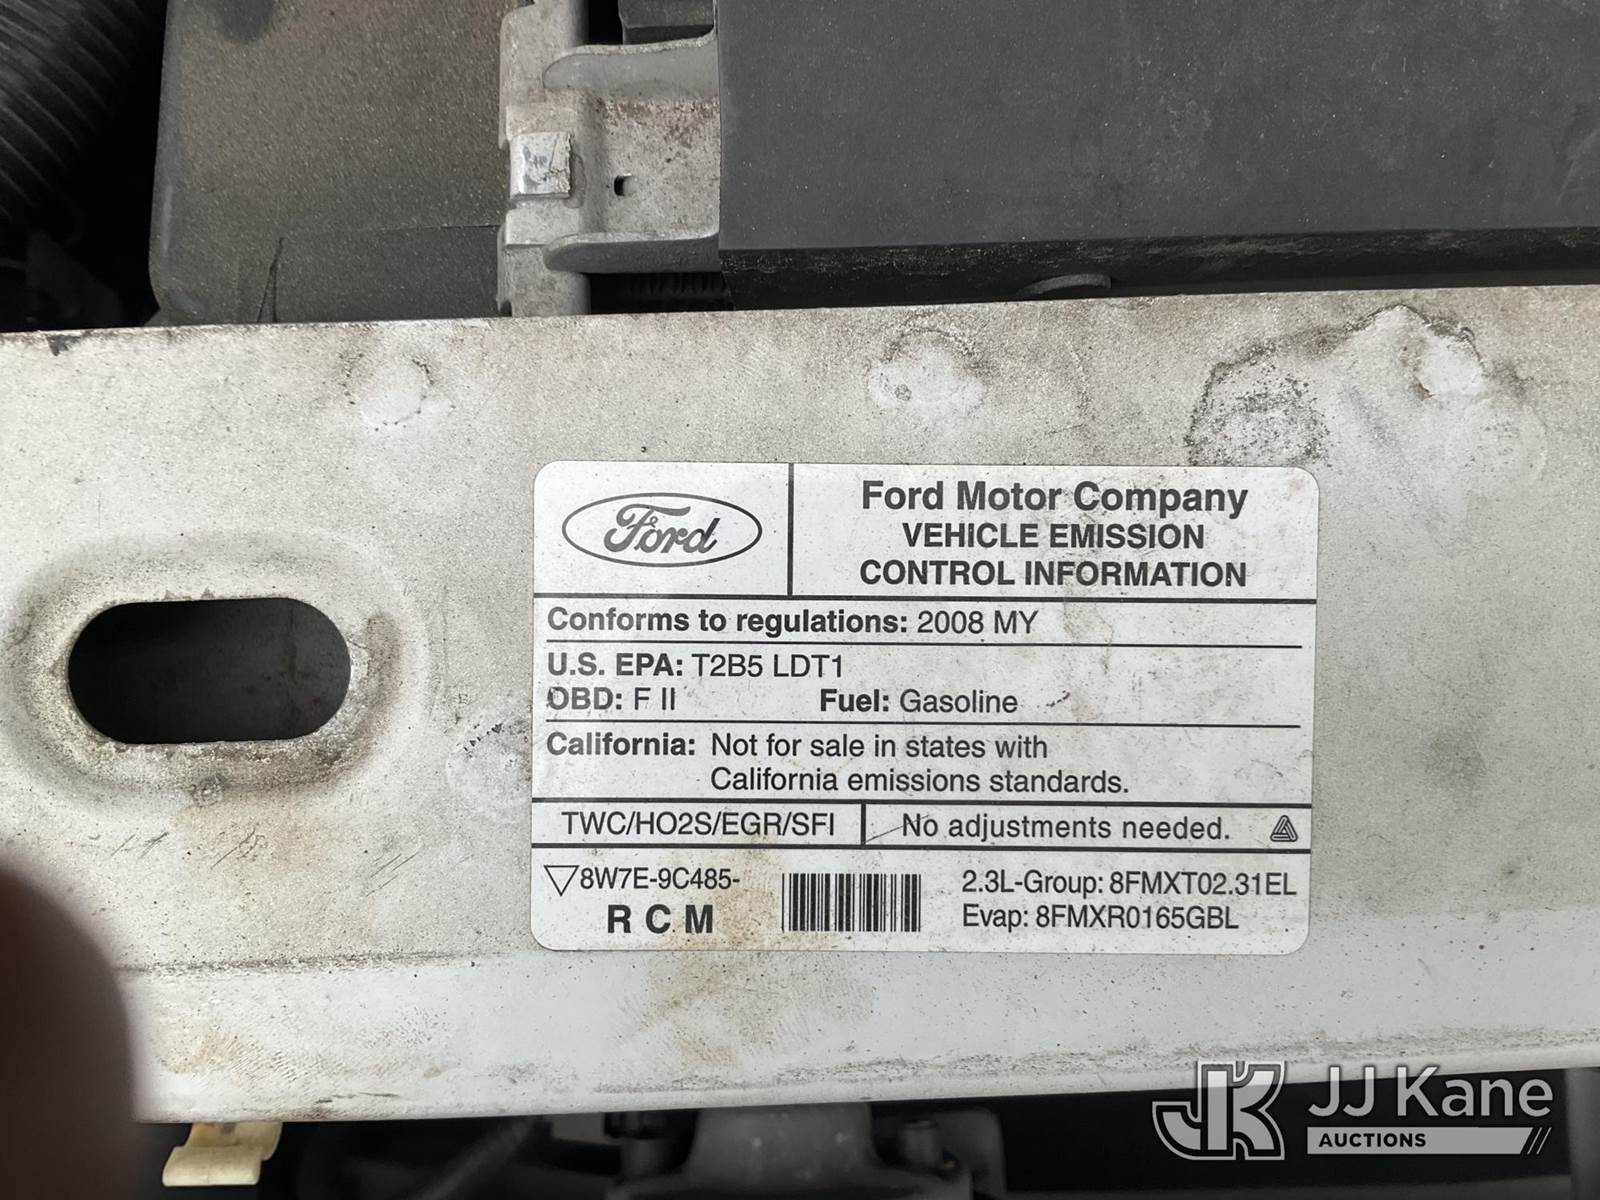 Ford
Ford Motor Company
VEHICLE EMISSION
CONTROL INFORMATION
Conforms to regulations: 2008 MY
U.S. EPA: T2B5 LDT1
OBD: F II Fuel: Gasoline
California: Not for sale in states with
California emissions standards.
TWC/HO2S/EGR/SFI No adjustments needed.
8W7E-9C485-
R C M
2.3L-Group: 8FMXT02.31EL
Evap: 8FMXR0165GBL
JK JJ Kane
AUCTIONS